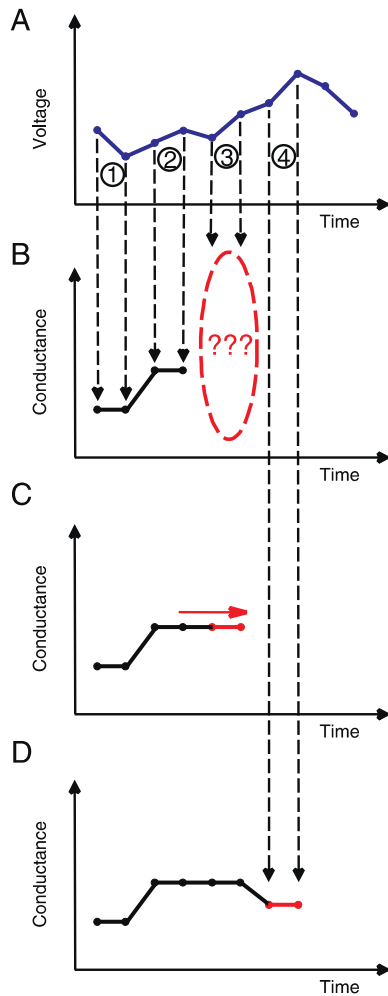 A
Voltage
① ② ③ ④
Time
B
Conductance
???
Time
C
Conductance
Time
D
Conductance
Time